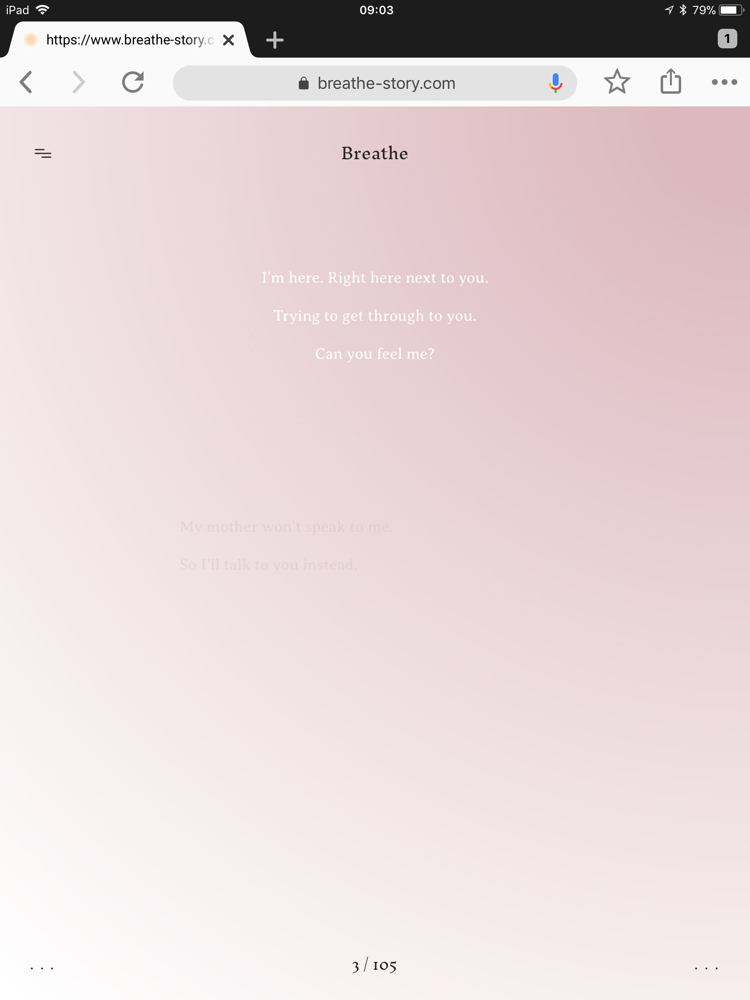 iPad 09:03 79%
https://www.breathe-story.c 1
breathe-story.com
Breathe
I’m here. Right here next to you.
Trying to get through to you.
Can you feel me?
My mother won’t speak to me.
So I’ll talk to you instead.
. . . 3 / 105 . . .